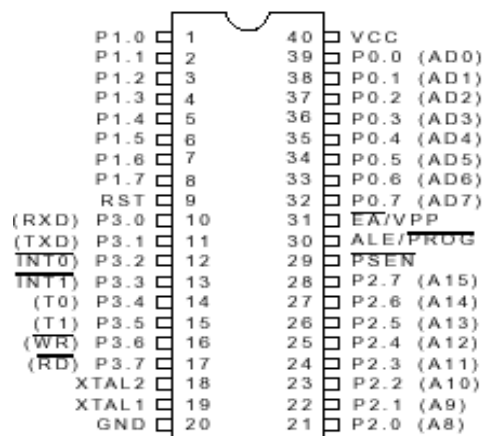 P1.0 1 40 VCC
P1.1 2 39 P0.0 (AD0)
P1.2 3 38 P0.1 (AD1)
P1.3 4 37 P0.2 (AD2)
P1.4 5 36 P0.3 (AD3)
P1.5 6 35 P0.4 (AD4)
P1.6 7 34 P0.5 (AD5)
P1.7 8 33 P0.6 (AD6)
RST 9 32 P0.7 (AD7)
(RXD) P3.0 10 31 EA/VPP
(TXD) P3.1 11 30 ALE/PROG
(INT0) P3.2 12 29 PSEN
(INT1) P3.3 13 28 P2.7 (A15)
(T0) P3.4 14 27 P2.6 (A14)
(T1) P3.5 15 26 P2.5 (A13)
(WR) P3.6 16 25 P2.4 (A12)
(RD) P3.7 17 24 P2.3 (A11)
XTAL2 18 23 P2.2 (A10)
XTAL1 19 22 P2.1 (A9)
GND 20 21 P2.0 (A8)